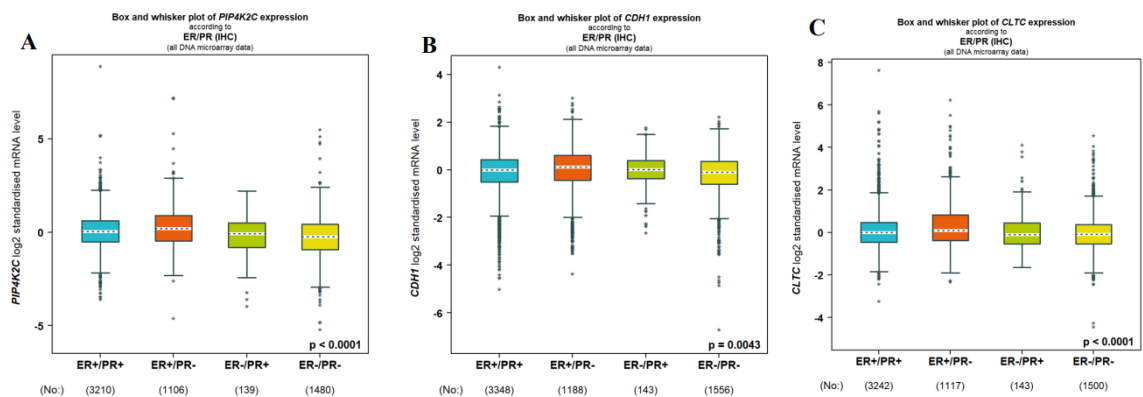 A
Box and whisker plot of PIP4K2C expression
according to
ER/PR (IHC)
(all DNA microarray data)
PIP4K2C log2 standardised mRNA level
5
0
-5
p < 0.0001
ER+/PR+ ER+/PR- ER-/PR+ ER-/PR-
(No:) (3210) (1106) (139) (1480)
B
Box and whisker plot of CDH1 expression
according to
ER/PR (IHC)
(all DNA microarray data)
CDH1 log2 standardised mRNA level
4
2
0
-2
-4
-6
p = 0.0043
ER+/PR+ ER+/PR- ER-/PR+ ER-/PR-
(No:) (3348) (1188) (143) (1556)
C
Box and whisker plot of CLTC expression
according to
ER/PR (IHC)
(all DNA microarray data)
CLTC log2 standardised mRNA level
8
6
4
2
0
-2
-4
p < 0.0001
ER+/PR+ ER+/PR- ER-/PR+ ER-/PR-
(No:) (3242) (1117) (143) (1500)